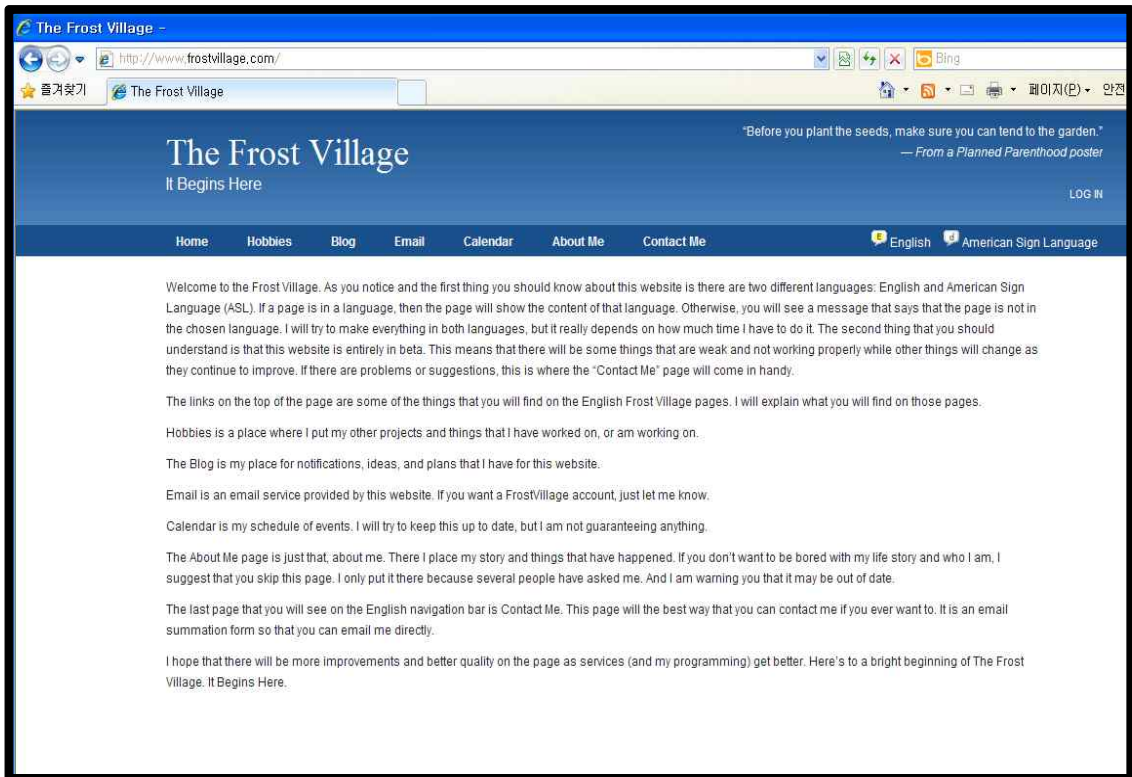 The Frost Village -
http://www.frostvillage.com/
Bing
즐겨찾기
The Frost Village
페이지(P)
안전
"Before you plant the seeds, make sure you can tend to the garden."
— From a Planned Parenthood poster
The Frost Village
It Begins Here
LOG IN
Home Hobbies Blog Email Calendar About Me Contact Me English American Sign Language
Welcome to the Frost Village. As you notice and the first thing you should know about this website is there are two different languages: English and American Sign
Language (ASL). If a page is in a language, then the page will show the content of that language. Otherwise, you will see a message that says that the page is not in
the chosen language. I will try to make everything in both languages, but it really depends on how much time I have to do it. The second thing that you should
understand is that this website is entirely in beta. This means that there will be some things that are weak and not working properly while other things will change as
they continue to improve. If there are problems or suggestions, this is where the "Contact Me" page will come in handy.
The links on the top of the page are some of the things that you will find on the English Frost Village pages. I will explain what you will find on those pages.
Hobbies is a place where I put my other projects and things that I have worked on, or am working on.
The Blog is my place for notifications, ideas, and plans that I have for this website.
Email is an email service provided by this website. If you want a FrostVillage account, just let me know.
Calendar is my schedule of events. I will try to keep this up to date, but I am not guaranteeing anything.
The About Me page is just that, about me. There I place my story and things that have happened. If you don't want to be bored with my life story and who I am, I
suggest that you skip this page. I only put it there because several people have asked me. And I am warning you that it may be out of date.
The last page that you will see on the English navigation bar is Contact Me. This page will the best way that you can contact me if you ever want to. It is an email
summation form so that you can email me directly.
I hope that there will be more improvements and better quality on the page as services (and my programming) get better. Here's to a bright beginning of The Frost
Village. It Begins Here.